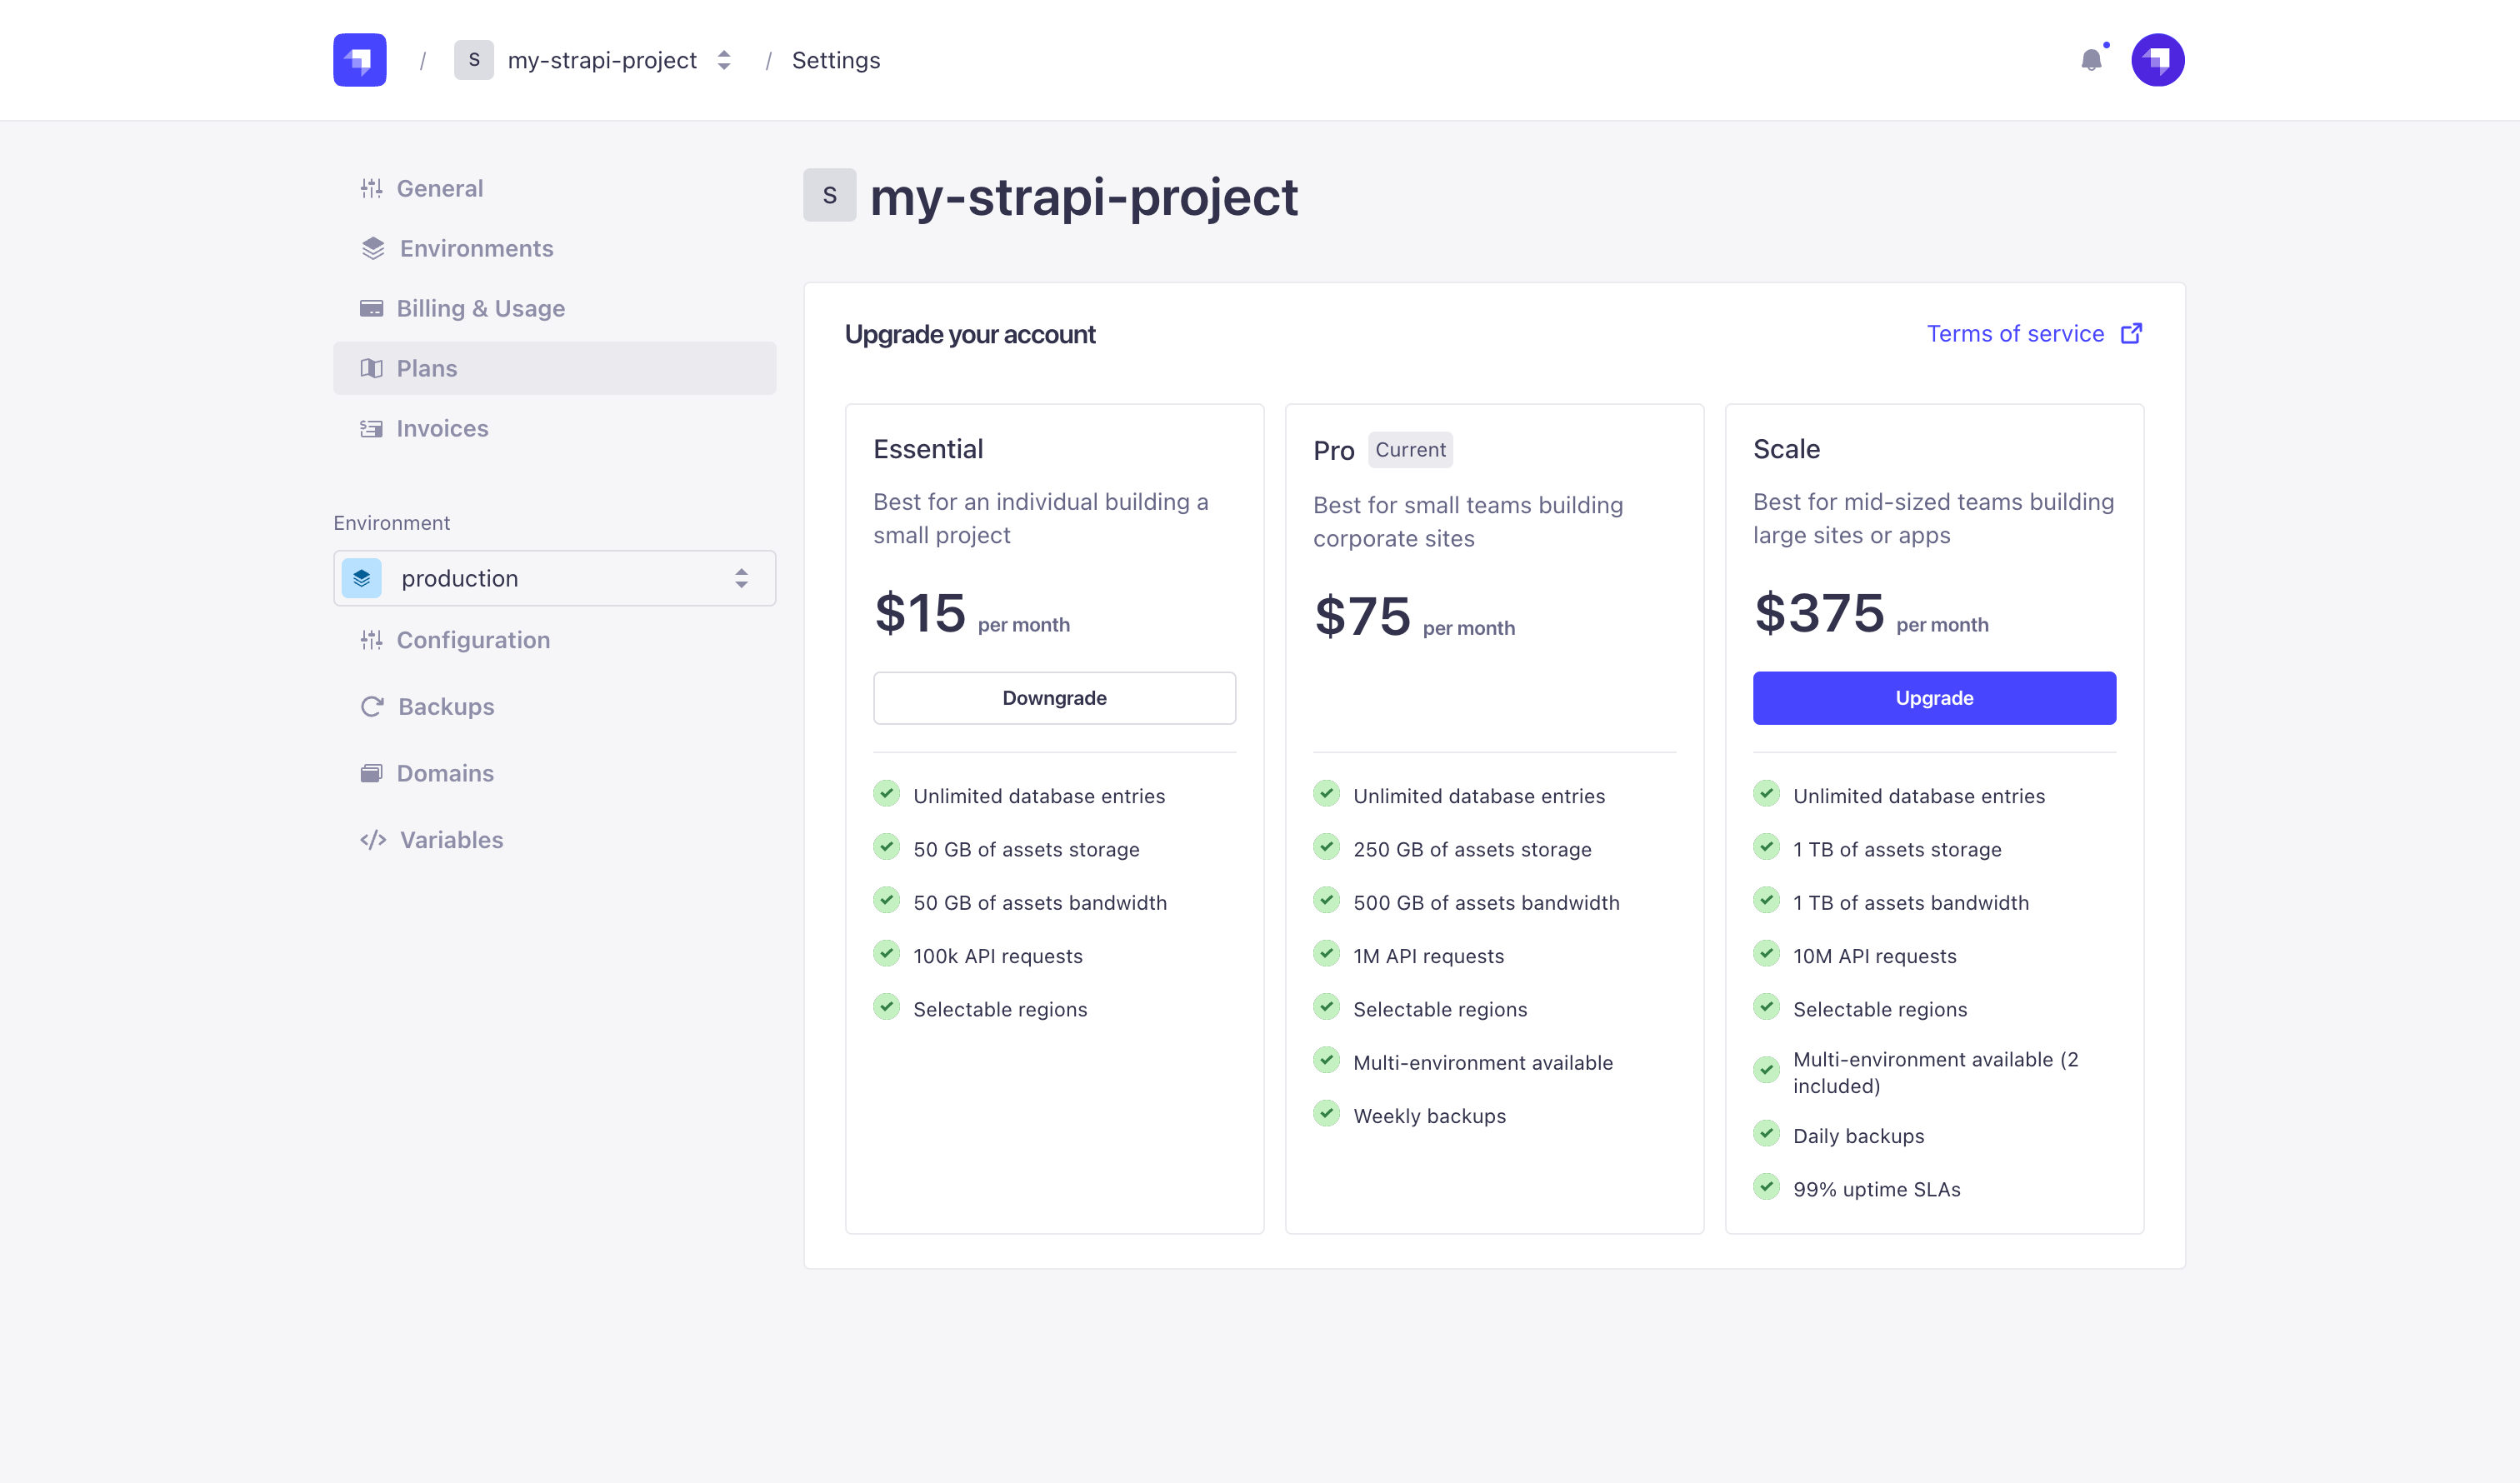 / S my-strapi-project / Settings
General
Environments
Billing & Usage
Plans
Invoices
Environment
production
Configuration
Backups
Domains
Variables
S my-strapi-project
Upgrade your account
Terms of service
Essential
Best for an individual building a
small project
$15 per month
Downgrade
Unlimited database entries
50 GB of assets storage
50 GB of assets bandwidth
100k API requests
Selectable regions
Pro Current
Best for small teams building
corporate sites
$75 per month
Unlimited database entries
250 GB of assets storage
500 GB of assets bandwidth
1M API requests
Selectable regions
Multi-environment available
Weekly backups
Scale
Best for mid-sized teams building
large sites or apps
$375 per month
Upgrade
Unlimited database entries
1 TB of assets storage
1 TB of assets bandwidth
10M API requests
Selectable regions
Multi-environment available (2
included)
Daily backups
99% uptime SLAs